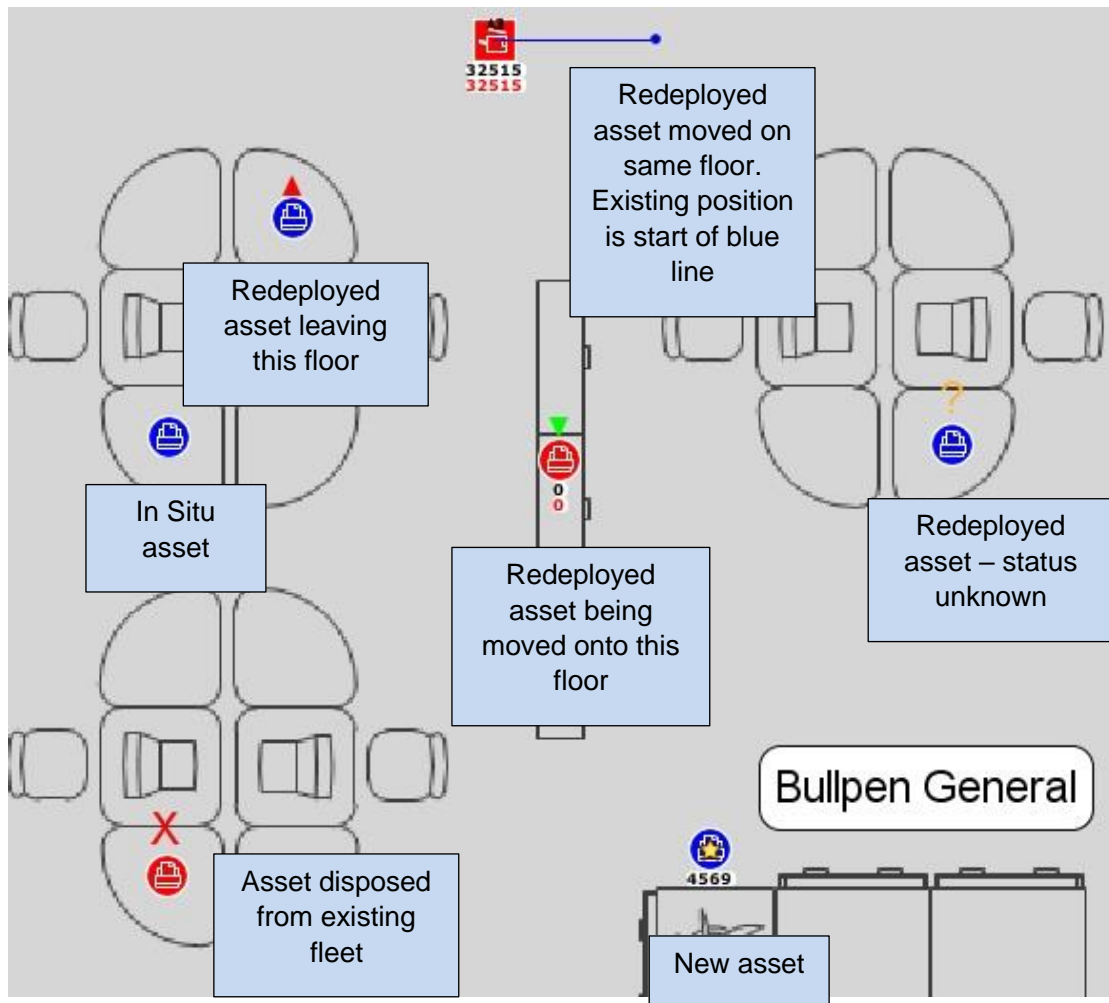 A3
32515
32515
Redeployed
asset moved on
same floor.
Existing position
is start of blue
line
Redeployed
asset leaving
this floor
?
In Situ
asset
0
0
Redeployed
asset being
moved onto this
floor
Redeployed
asset – status
unknown
Bullpen General
X
Asset disposed
from existing
fleet
4569
New asset